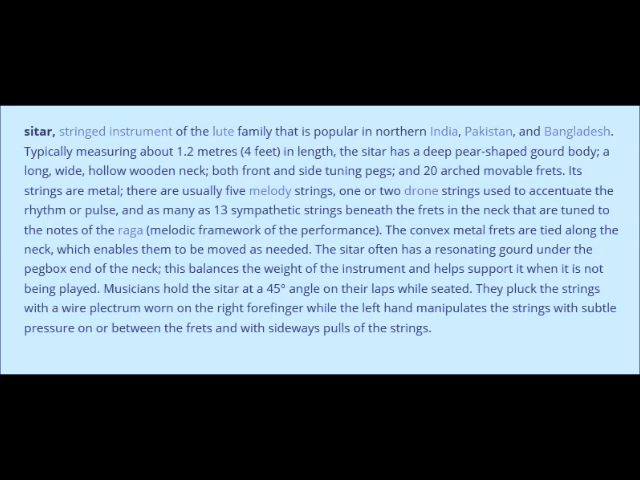 sitar, stringed instrument of the lute family that is popular in northern India, Pakistan, and Bangladesh.
Typically measuring about 1.2 metres (4 feet) in length, the sitar has a deep pear-shaped gourd body; a
long, wide, hollow wooden neck; both front and side tuning pegs; and 20 arched movable frets. Its
strings are metal; there are usually five melody strings, one or two drone strings used to accentuate the
rhythm or pulse, and as many as 13 sympathetic strings beneath the frets in the neck that are tuned to
the notes of the raga (melodic framework of the performance). The convex metal frets are tied along the
neck, which enables them to be moved as needed. The sitar often has a resonating gourd under the
pegbox end of the neck; this balances the weight of the instrument and helps support it when it is not
being played. Musicians hold the sitar at a 45° angle on their laps while seated. They pluck the strings
with a wire plectrum worn on the right forefinger while the left hand manipulates the strings with subtle
pressure on or between the frets and with sideways pulls of the strings.